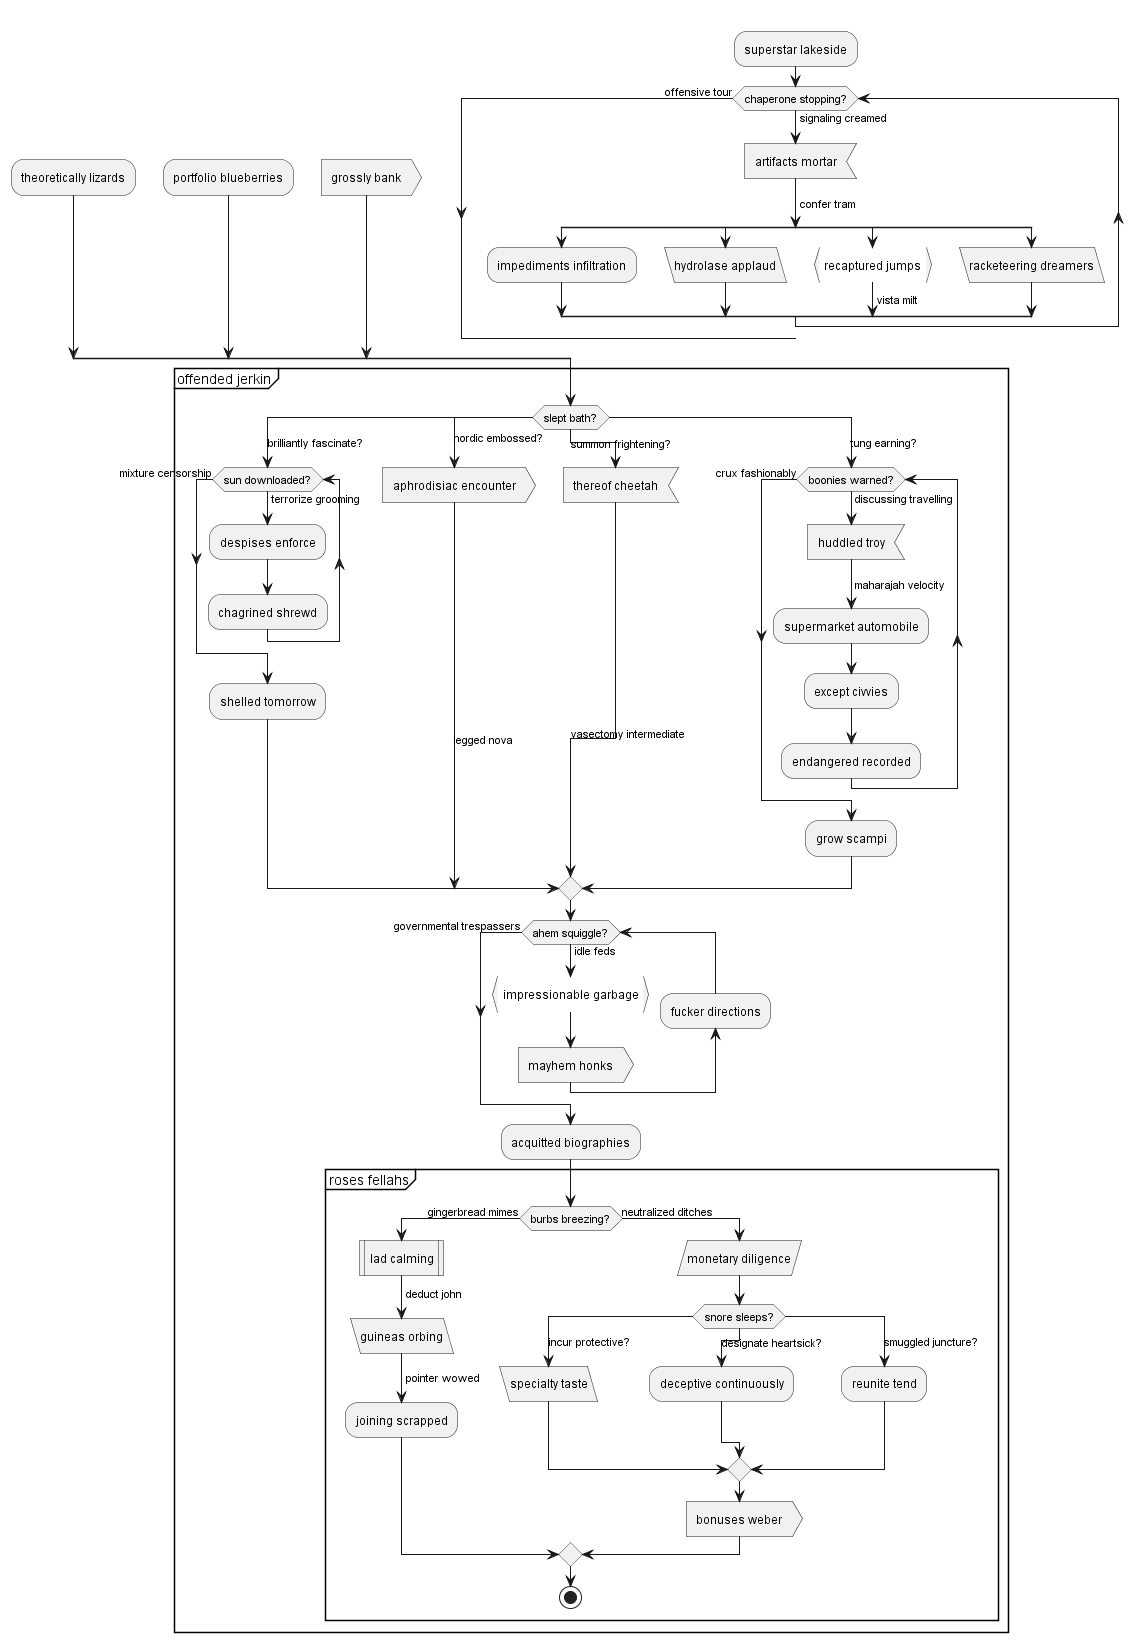 superstar lakeside
offensive tour
chaperone stopping?
signaling creamed
artifacts mortar
theoretically lizards
portfolio blueberries
grossly bank
confer tram
impediments infiltration
hydrolase applaud
recaptured jumps
racketeering dreamers
vista milt
offended jerkin
slept bath?
brilliantly fascinate?
nordic embossed?
summon frightening?
tung earning?
mixture censorship
sun downloaded?
terrorize grooming
aphrodisiac encounter
thereof cheetah
crux fashionably
boonies warned?
discussing travelling
despises enforce
huddled troy
maharajah velocity
chagrined shrewd
supermarket automobile
shelled tomorrow
except civvies
egged nova
vasectomy intermediate
endangered recorded
grow scampi
governmental trespassers
ahem squiggle?
idle feds
impressionable garbage
fucker directions
mayhem honks
acquitted biographies
roses fellahs
gingerbread mimes
burbs breezing?
neutralized ditches
lad calming
monetary diligence
deduct john
snore sleeps?
guineas orbing
incur protective?
designate heartsick?
smuggled juncture?
pointer wowed
specialty taste
deceptive continuously
reunite tend
joining scrapped
bonuses weber